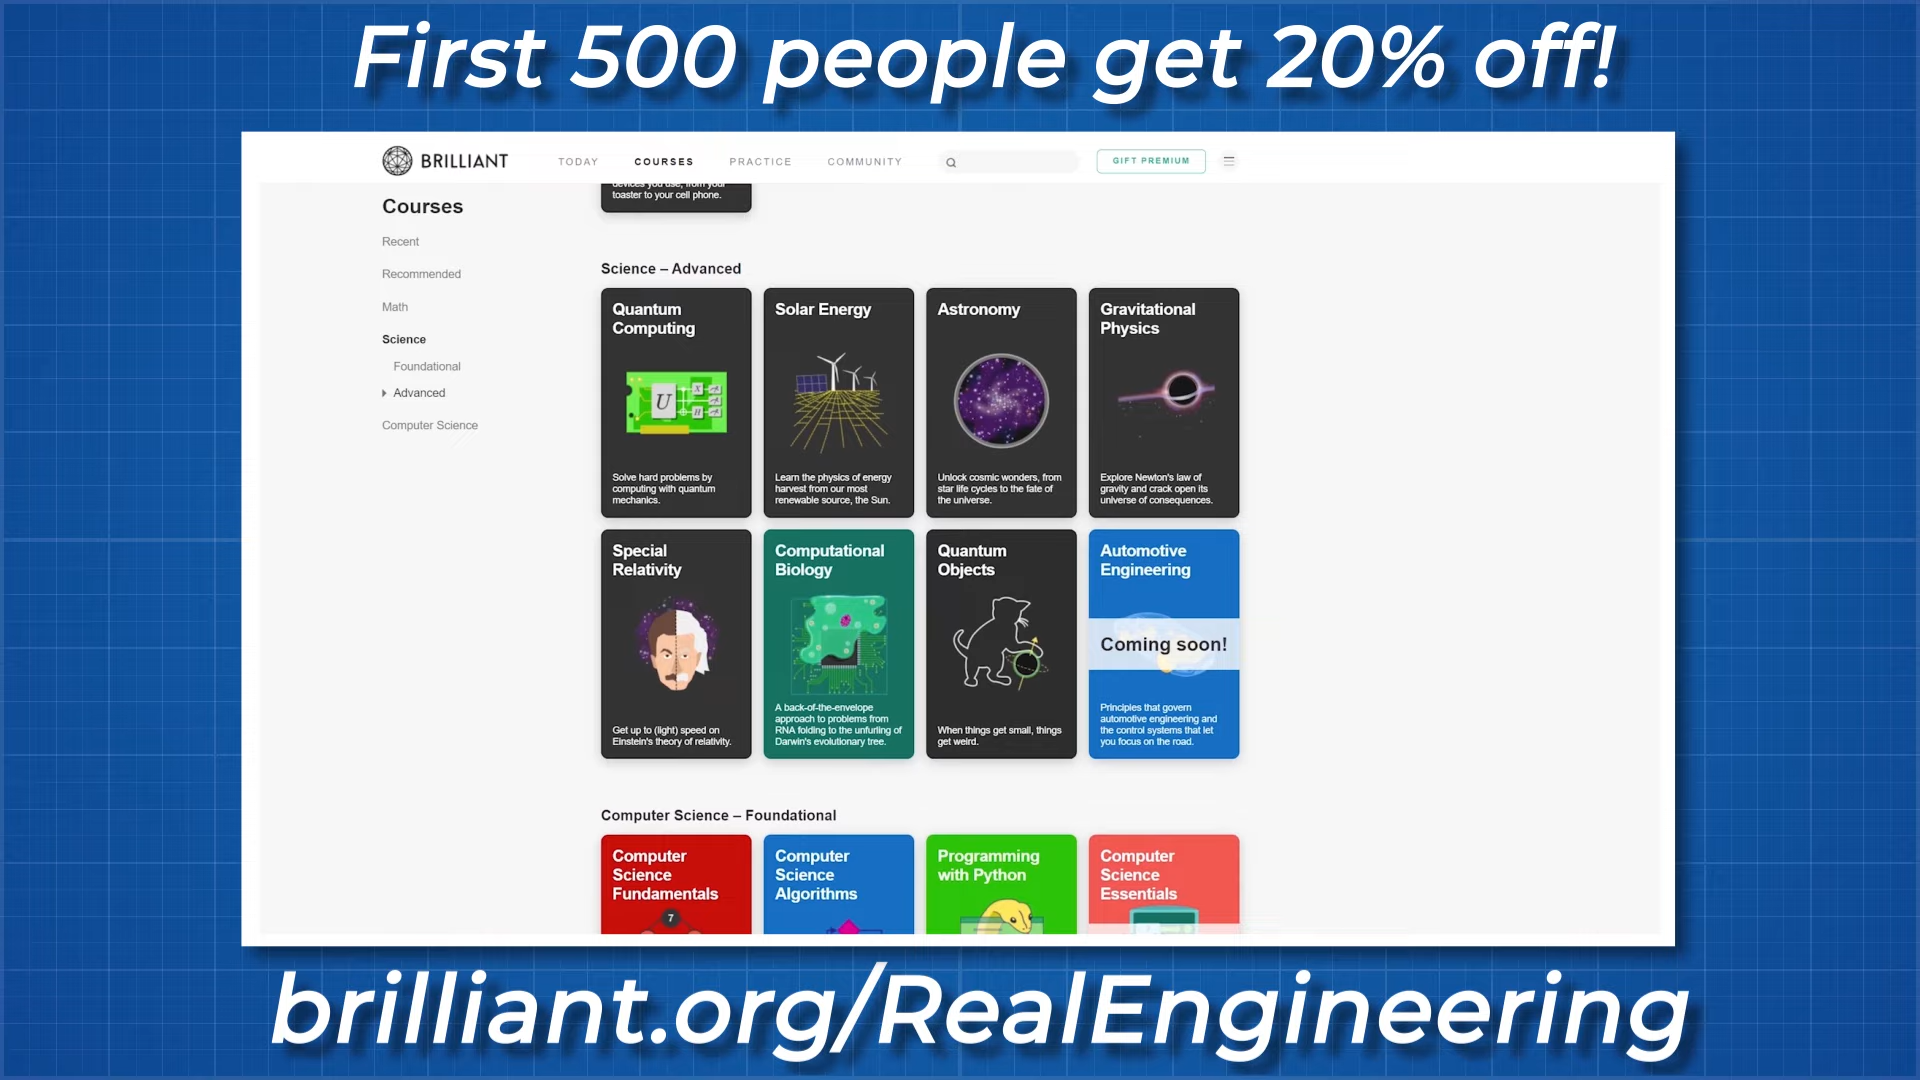 First 500 people get 20% off!
BRILLIANT
TODAY
COURSES
PRACTICE
COMMUNITY
GIFT PREMIUM
Courses
Recent
Recommended
Math
Science
Foundational
Advanced
Computer Science
devices you use, from your
toaster to your cell phone.
Science – Advanced
Quantum
Computing
U
X
H
Solve hard problems by
computing with quantum
mechanics.
Solar Energy
Learn the physics of energy
harvest from our most
renewable source, the Sun.
Astronomy
Unlock cosmic wonders, from
star life cycles to the fate of
the universe.
Gravitational
Physics
Explore Newton's law of
gravity and crack open its
universe of consequences.
Special
Relativity
Get up to (light) speed on
Einstein's theory of relativity.
Computational
Biology
A back-of-the-envelope
approach to problems from
RNA folding to the unfurling of
Darwin's evolutionary tree.
Quantum
Objects
When things get small, things
get weird.
Automotive
Engineering
Coming soon!
Principles that govern
automotive engineering and
the control systems that let
you focus on the road.
Computer Science – Foundational
Computer
Science
Fundamentals
7
Computer
Science
Algorithms
Programming
with Python
Computer
Science
Essentials
brilliant.org/RealEngineering